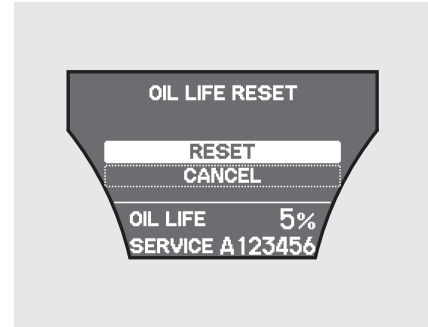 OIL LIFE RESET
RESET
CANCEL
OIL LIFE 5%
SERVICE A123456